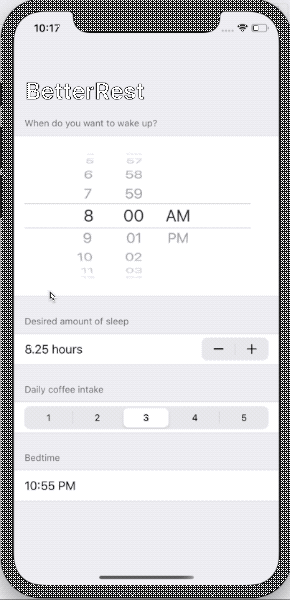 10:17
BetterRest
When do you want to wake up?
5 57
6 58
7 59
8 00 AM
9 01 PM
10 02
11 03
Desired amount of sleep
8.25 hours
− +
Daily coffee intake
1 2 3 4 5
Bedtime
10:55 PM